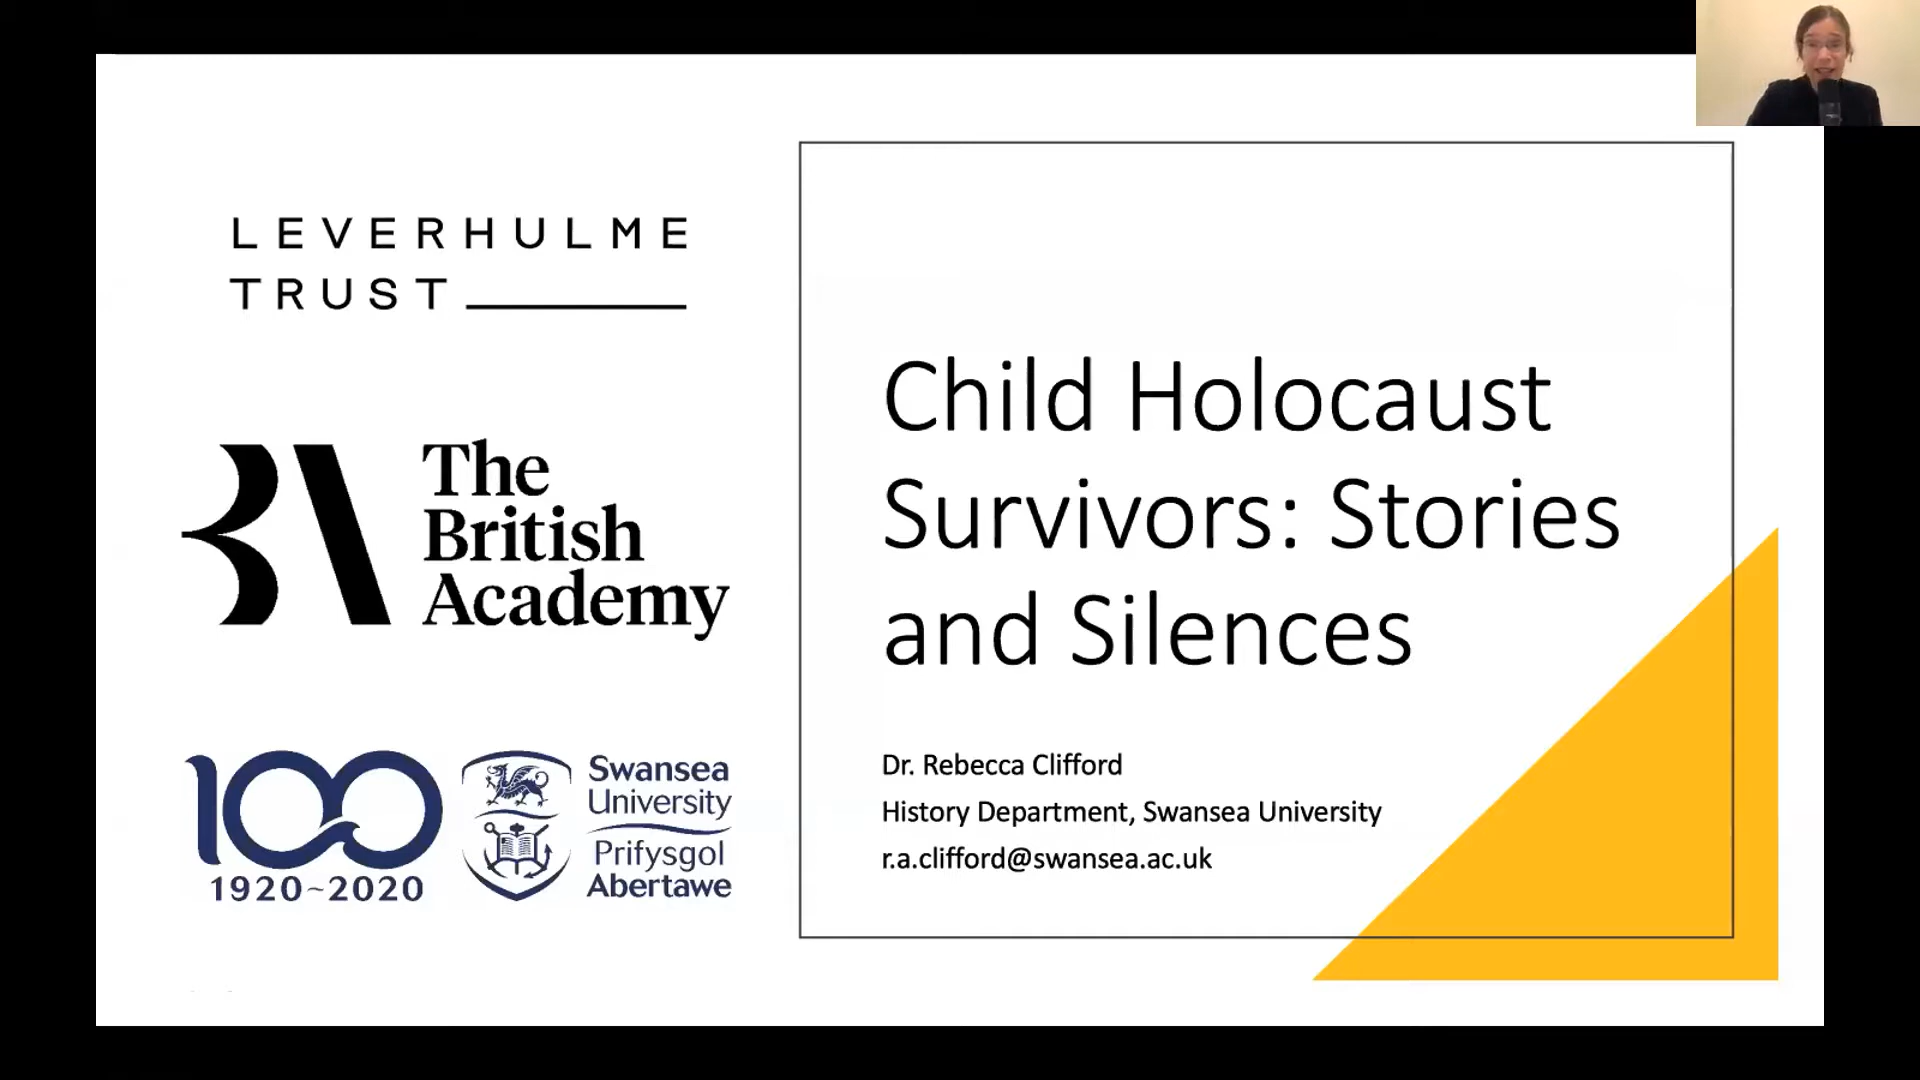 LEVERHULME
TRUST
The
British
Academy
100
1920~2020
Swansea
University
Prifysgol
Abertawe
Child Holocaust
Survivors: Stories
and Silences
Dr. Rebecca Clifford
History Department, Swansea University
r.a.clifford@swansea.ac.uk